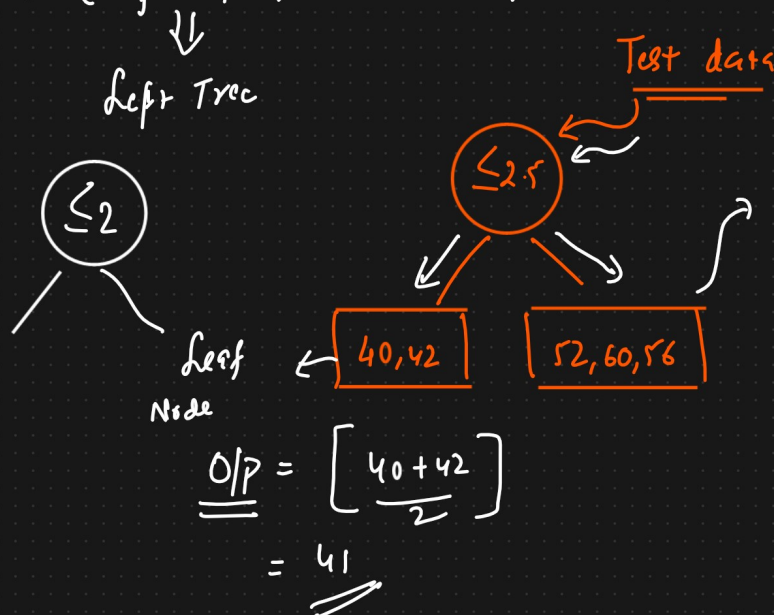 Left Tree
Test data
≤2
≤2.5
40,42
52,60,56
Leaf
Node
O/P = [ 40+42 / 2 ]
= 41